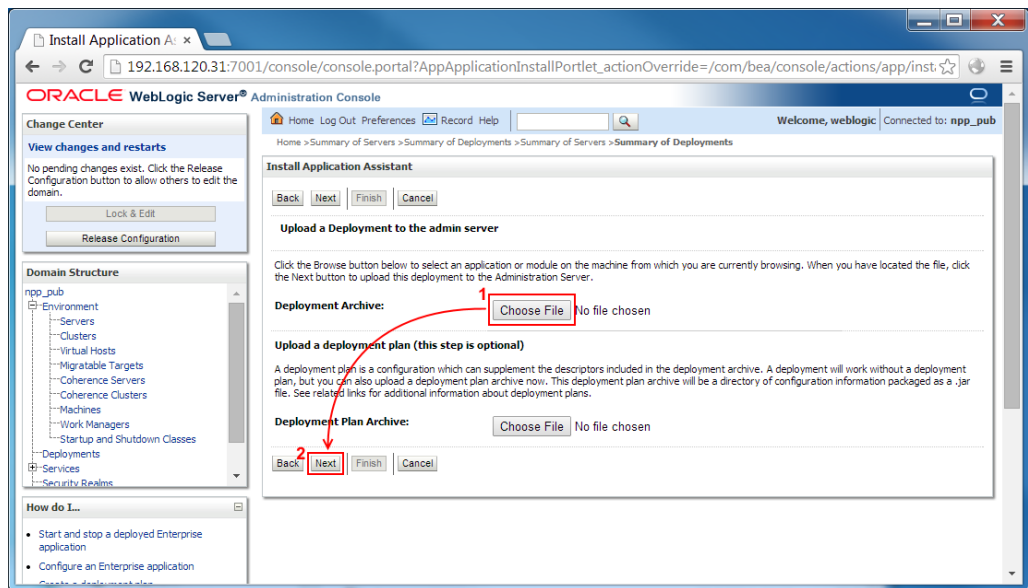 Install Application A
192.168.120.31:7001/console/console.portal?AppApplicationInstallPortlet_actionOverride=/com/bea/console/actions/app/inst
ORACLE WebLogic Server® Administration Console
Change Center
View changes and restarts
No pending changes exist. Click the Release
Configuration button to allow others to edit the
domain.
Lock & Edit
Release Configuration
Domain Structure
npp_pub
Environment
Servers
Clusters
Virtual Hosts
Migratable Targets
Coherence Servers
Coherence Clusters
Machines
Work Managers
Startup and Shutdown Classes
Deployments
Services
Security Realms
How do I...
Start and stop a deployed Enterprise
application
Configure an Enterprise application
Create a deployment plan
Home Log Out Preferences Record Help
Welcome, weblogic Connected to: npp_pub
Home >Summary of Servers >Summary of Deployments >Summary of Servers >Summary of Deployments
Install Application Assistant
Back Next Finish Cancel
Upload a Deployment to the admin server
Click the Browse button below to select an application or module on the machine from which you are currently browsing. When you have located the file, click
the Next button to upload this deployment to the Administration Server.
1
Deployment Archive: Choose File No file chosen
Upload a deployment plan (this step is optional)
A deployment plan is a configuration which can supplement the descriptors included in the deployment archive. A deployment will work without a deployment
plan, but you can also upload a deployment plan archive now. This deployment plan archive will be a directory of configuration information packaged as a .jar
file. See related links for additional information about deployment plans.
Deployment Plan Archive: Choose File No file chosen
2
Back Next Finish Cancel